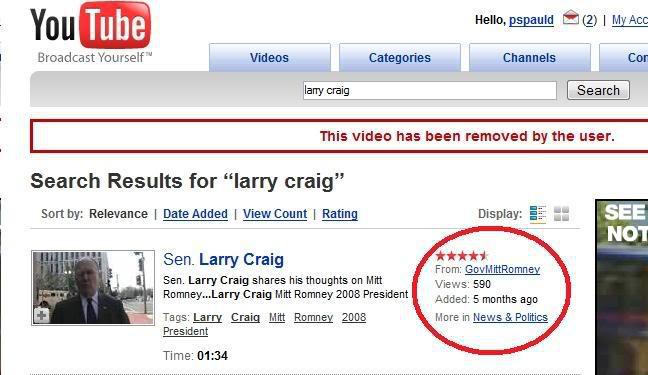 You Tube
Broadcast Yourself™
Hello, pspauld (2) | My Acc
Videos Categories Channels Con
larry craig Search
This video has been removed by the user.
Search Results for “larry craig”
Sort by: Relevance | Date Added | View Count | Rating Display:
SEE
NOT
Sen. Larry Craig
Sen. Larry Craig shares his thoughts on Mitt
Romney...Larry Craig Mitt Romney 2008 President
Tags: Larry Craig Mitt Romney 2008
President
Time: 01:34
From: GovMittRomney
Views: 590
Added: 5 months ago
More in News & Politics